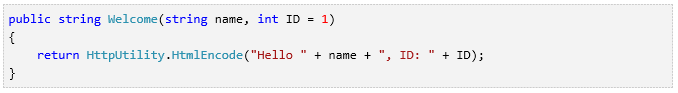 public string Welcome(string name, int ID = 1)
{
    return HttpUtility.HtmlEncode("Hello " + name + ", ID: " + ID);
}